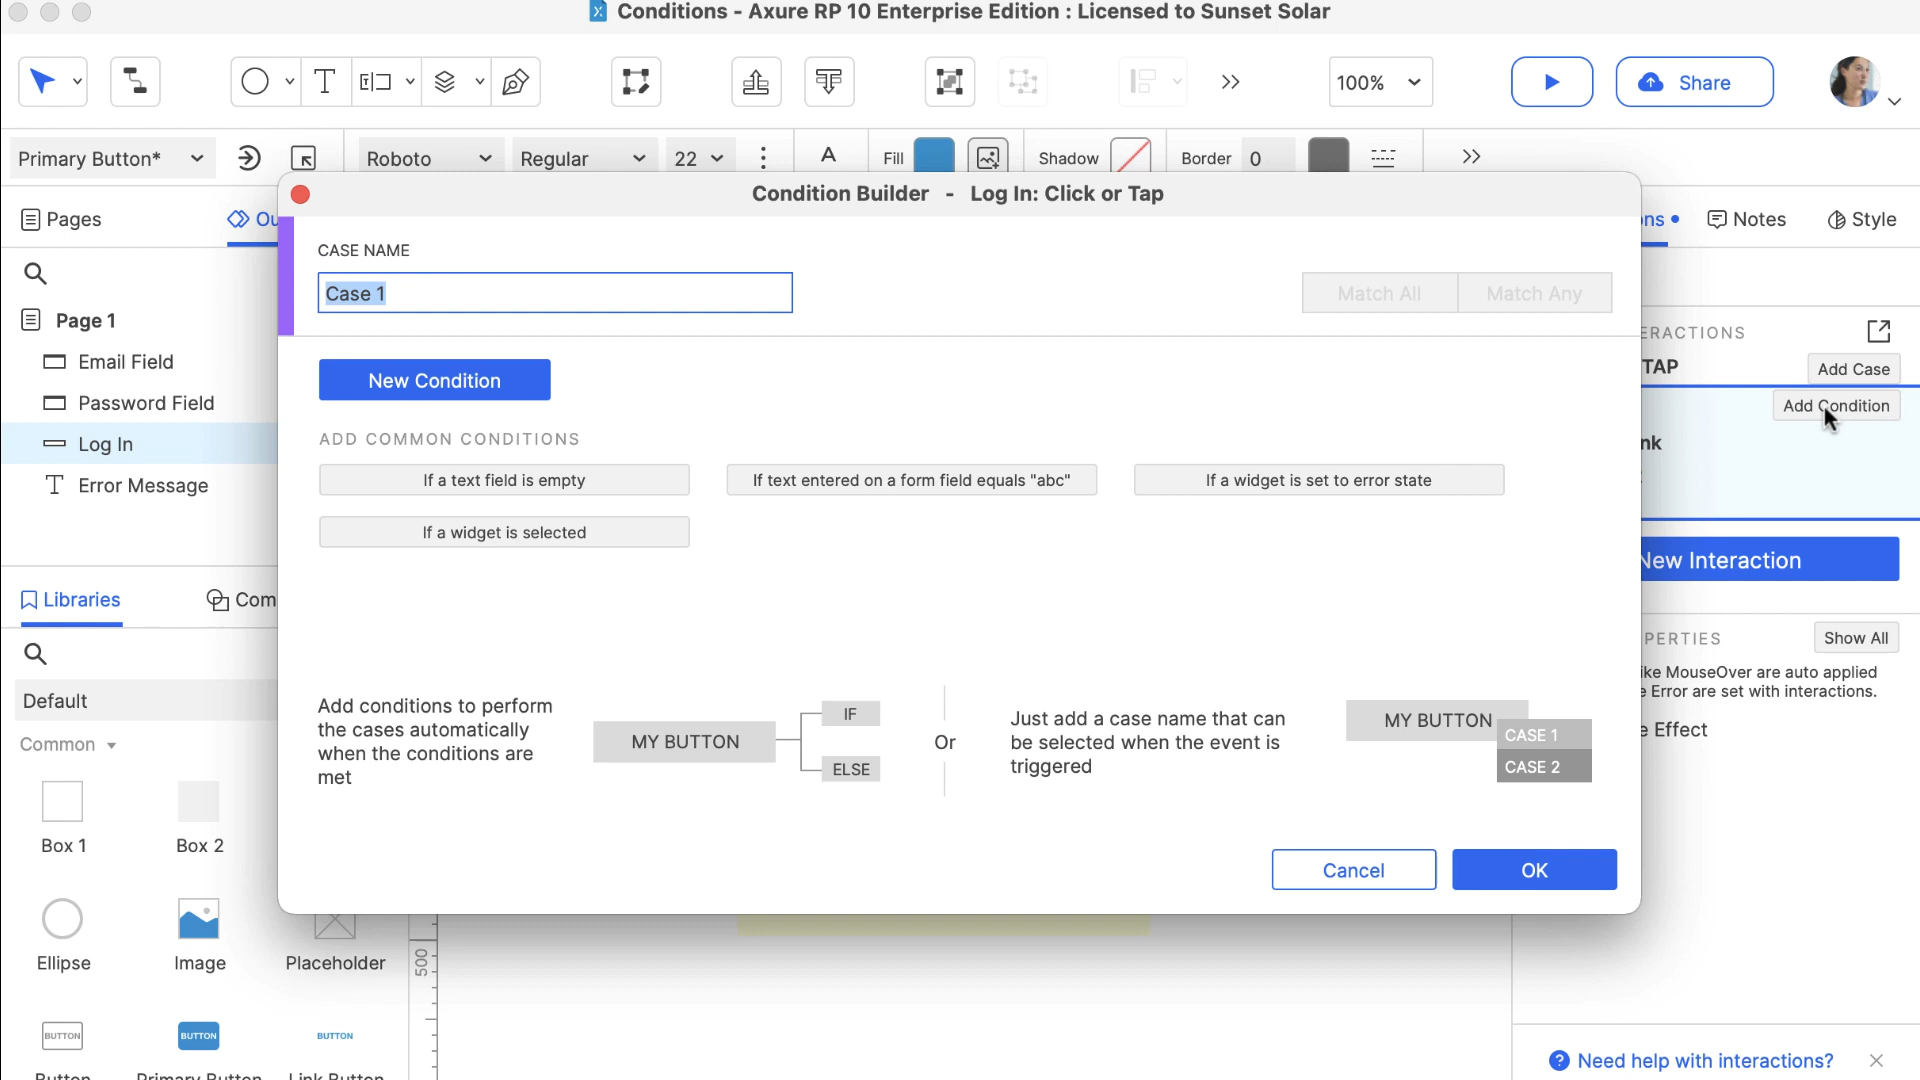 Conditions - Axure RP 10 Enterprise Edition : Licensed to Sunset Solar
100%
Share
Primary Button*
Roboto
Regular
22
A
Fill
Shadow
Border
0
Condition Builder - Log In: Click or Tap
Pages
Ou
ns
Notes
Style
CASE NAME
Case 1
Match All
Match Any
Page 1
Email Field
Password Field
Log In
Error Message
ERACTIONS
TAP
Add Case
Add Condition
nk
New Interaction
New Condition
ADD COMMON CONDITIONS
If a text field is empty
If text entered on a form field equals "abc"
If a widget is set to error state
If a widget is selected
Libraries
Com
PERTIES
Show All
ike MouseOver are auto applied
e Error are set with interactions.
e Effect
Default
Common
Add conditions to perform
the cases automatically
when the conditions are
met
MY BUTTON
IF
ELSE
Or
Just add a case name that can
be selected when the event is
triggered
MY BUTTON
CASE 1
CASE 2
Cancel
OK
Box 1
Box 2
Ellipse
Image
Placeholder
500
BUTTON
BUTTON
BUTTON
Button
Primary Button
Link Button
Need help with interactions?